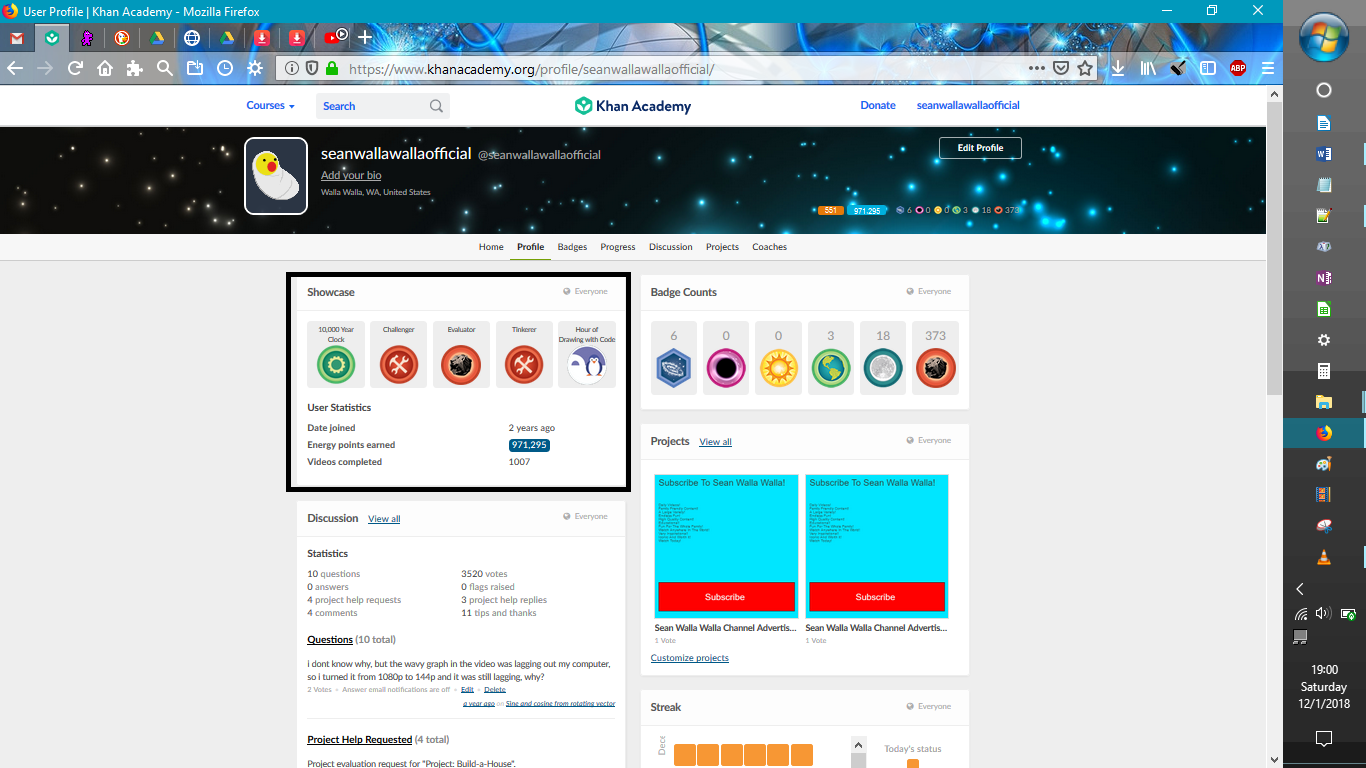 User Profile | Khan Academy - Mozilla Firefox
https://www.khanacademy.org/profile/seanwallawallaofficial/
ABP
Courses
Search
Khan Academy
Donate
seanwallawallaofficial
seanwallawallaofficial @seanwallawallaofficial
Edit Profile
Add your bio
Walla Walla, WA, United States
551 971,295 6 0 0 3 18 373
Home Profile Badges Progress Discussion Projects Coaches
Showcase Everyone
10,000 Year Clock
Challenger
Evaluator
Tinkerer
Hour of Drawing with Code
User Statistics
Date joined 2 years ago
Energy points earned 971,295
Videos completed 1007
Badge Counts Everyone
6 0 0 3 18 373
Discussion View all Everyone
Statistics
10 questions 3520 votes
0 answers 0 flags raised
4 project help requests 3 project help replies
4 comments 11 tips and thanks
Questions (10 total)
i dont know why, but the wavy graph in the video was lagging out my computer,
so i turned it from 1080p to 144p and it was still lagging, why?
2 Votes • Answer email notifications are off • Edit • Delete
a year ago on Sine and cosine from rotating vector
Project Help Requested (4 total)
Project evaluation request for "Project: Build-a-House".
Projects View all Everyone
Subscribe To Sean Walla Walla!
Subscribe
Sean Walla Walla Channel Advertis...
1 Vote
Subscribe To Sean Walla Walla!
Subscribe
Sean Walla Walla Channel Advertis...
1 Vote
Customize projects
Streak Everyone
Dece
Today's status
19:00
Saturday
12/1/2018